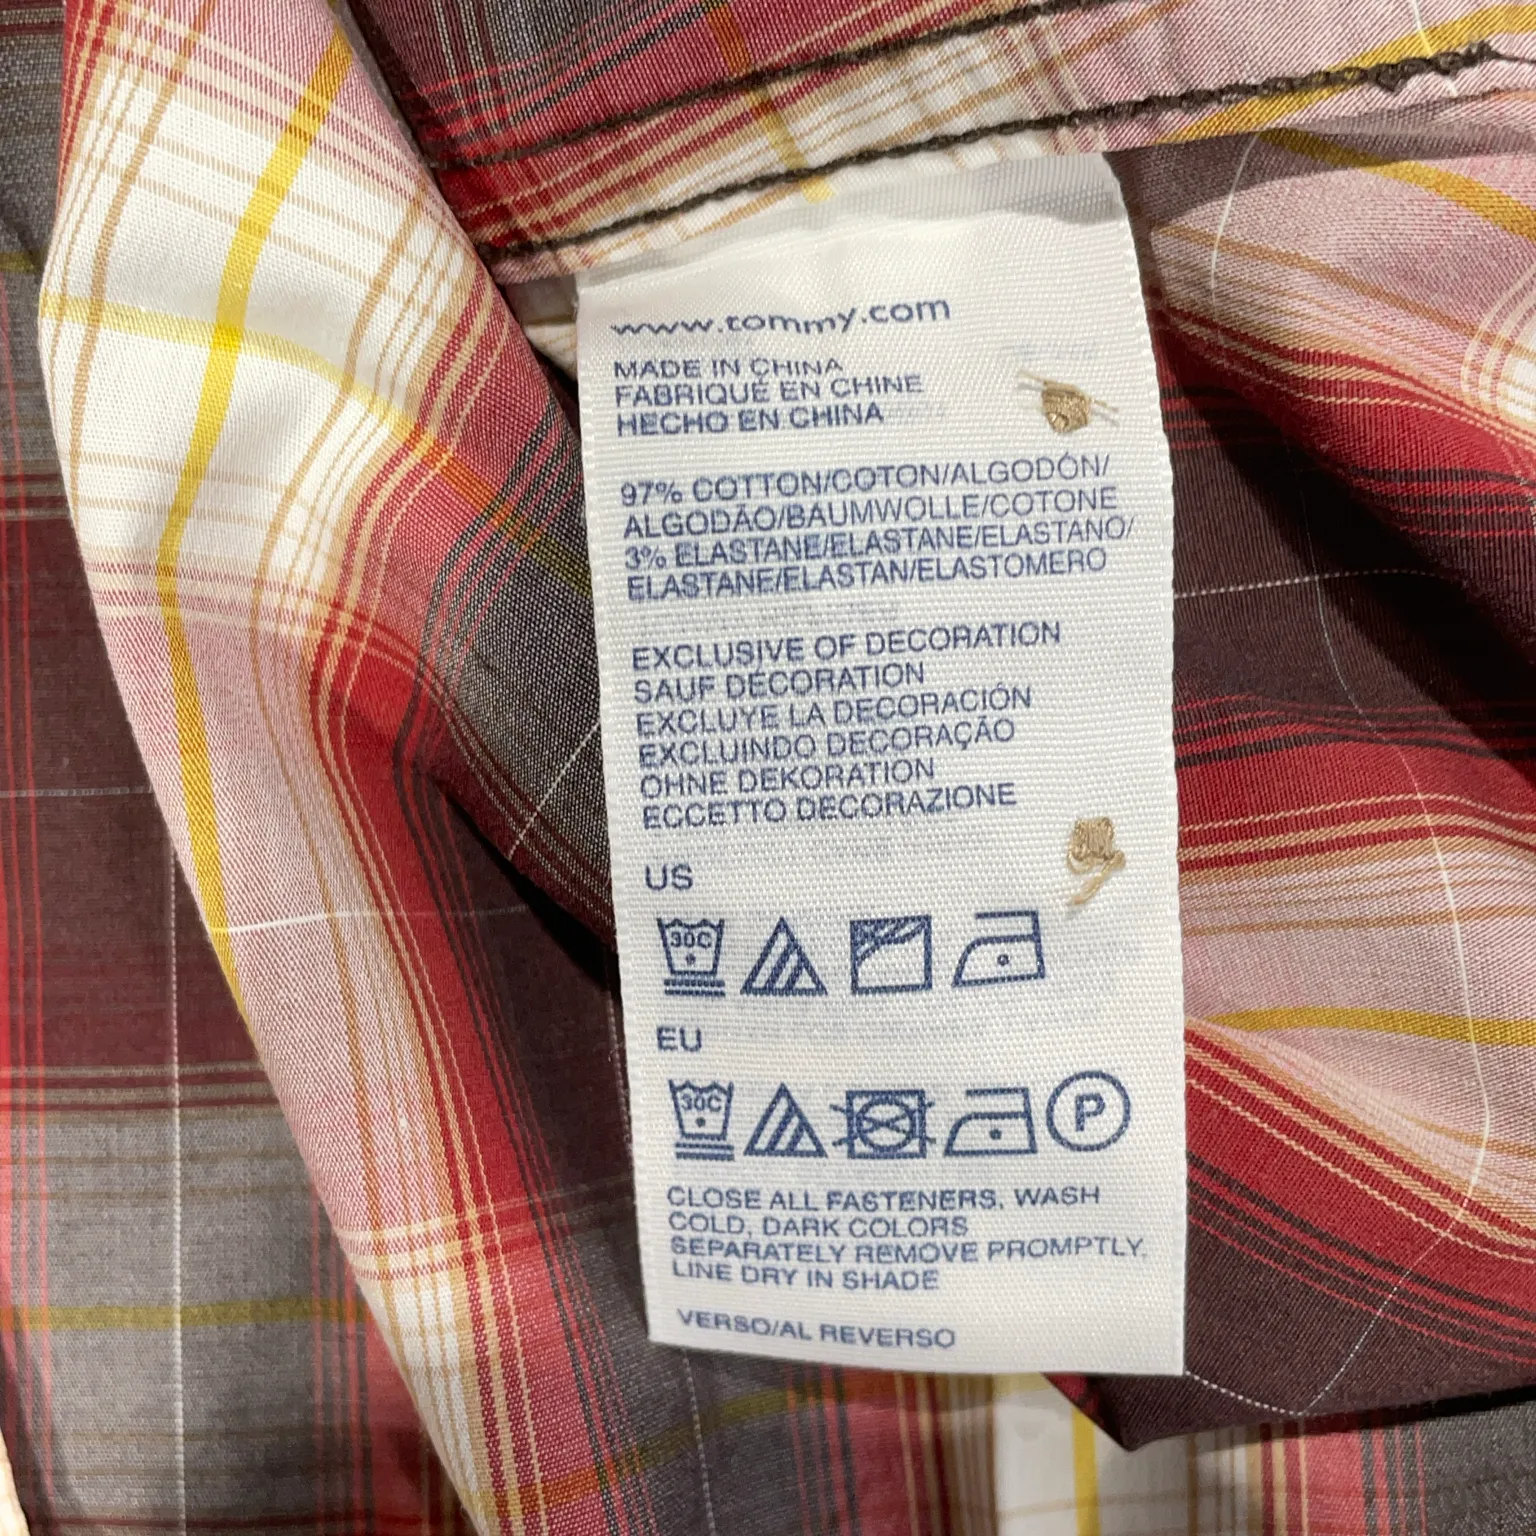 www.tommy.com
MADE IN CHINA
FABRIQUÉ EN CHINE
HECHO EN CHINA
97% COTTON/COTON/ALGODÓN/
ALGODÃO/BAUMWOLLE/COTONE
3% ELASTANE/ELASTANE/ELASTANO/
ELASTANE/ELASTAN/ELASTOMERO
EXCLUSIVE OF DECORATION
SAUF DÉCORATION
EXCLUYE LA DECORACIÓN
EXCLUINDO DECORAÇÃO
OHNE DEKORATION
ECCETTO DECORAZIONE
US
30C
EU
30C
P
CLOSE ALL FASTENERS. WASH
COLD, DARK COLORS
SEPARATELY REMOVE PROMPTLY.
LINE DRY IN SHADE
VERSO/AL REVERSO